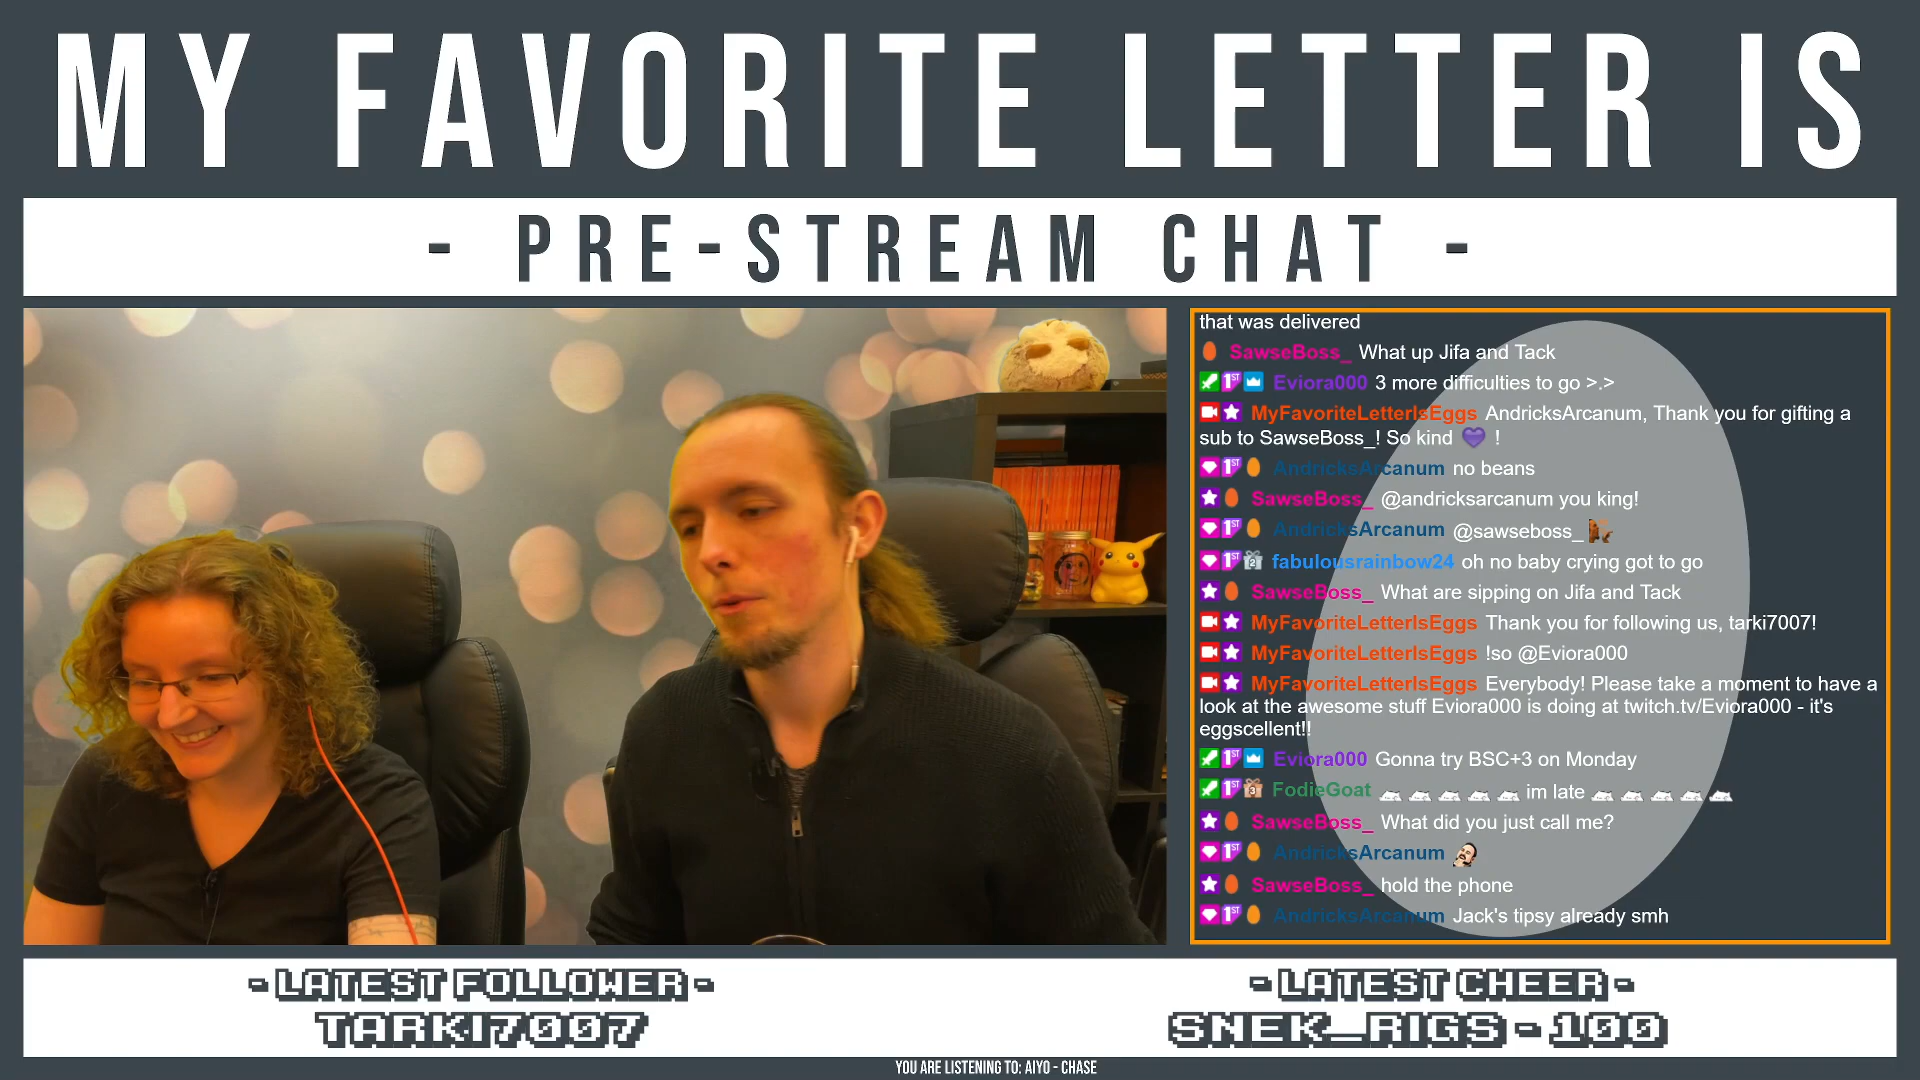 MY FAVORITE LETTER IS
- PRE-STREAM CHAT -
that was delivered
SawseBoss_ What up Jifa and Tack
Eviora000 3 more difficulties to go >.>
MyFavoriteLetterIsEggs AndricksArcanum, Thank you for gifting a
sub to SawseBoss_! So kind 💜 !
AndricksArcanum no beans
SawseBoss_ @andricksarcanum you king!
AndricksArcanum @sawseboss_
fabulousrainbow24 oh no baby crying got to go
SawseBoss_ What are sipping on Jifa and Tack
MyFavoriteLetterIsEggs Thank you for following us, tarki7007!
MyFavoriteLetterIsEggs !so @Eviora000
MyFavoriteLetterIsEggs Everybody! Please take a moment to have a
look at the awesome stuff Eviora000 is doing at twitch.tv/Eviora000 - it's
eggscellent!!
Eviora000 Gonna try BSC+3 on Monday
FodieGoat im late
SawseBoss_ What did you just call me?
AndricksArcanum
SawseBoss_ hold the phone
AndricksArcanum Jack's tipsy already smh
- LATEST FOLLOWER -
TARKI7007
- LATEST CHEER -
SNEK_RIGS - 100
YOU ARE LISTENING TO: AIYO - CHASE